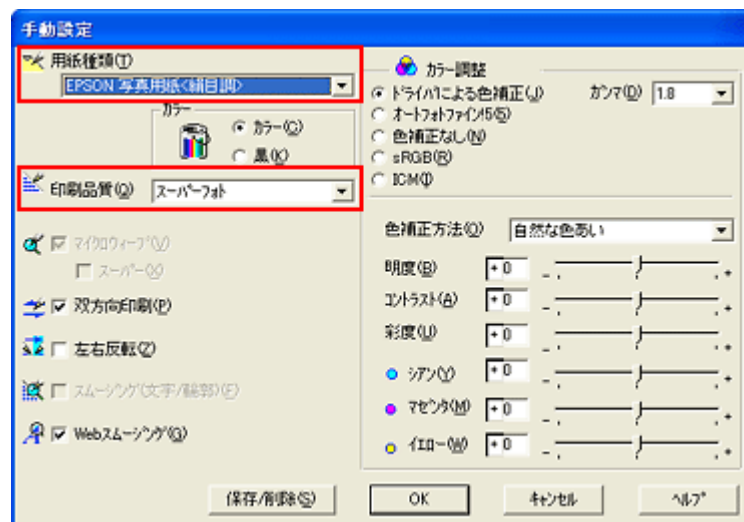 手動設定
用紙種類(T)
EPSON 写真用紙<絹目調>
カラー
カラー(C)
黒(K)
印刷品質(Q)
スーパーフォト
マイクロウィーブ(V)
スーパー(X)
双方向印刷(P)
左右反転(Z)
スムージング(文字/輪郭)(F)
Webスムージング(G)
保存/削除(S)
カラー調整
ドライバによる色補正(J)
ガンマ(D)
1.8
オートフォトファイン!5(5)
色補正なし(N)
sRGB(R)
ICM(I)
色補正方法(O)
自然な色あい
明度(B)
+0
- +
コントラスト(A)
+0
- +
彩度(U)
+0
- +
シアン(Y)
+0
- +
マゼンタ(M)
+0
- +
イエロー(W)
+0
- +
OK
キャンセル
ヘルプ